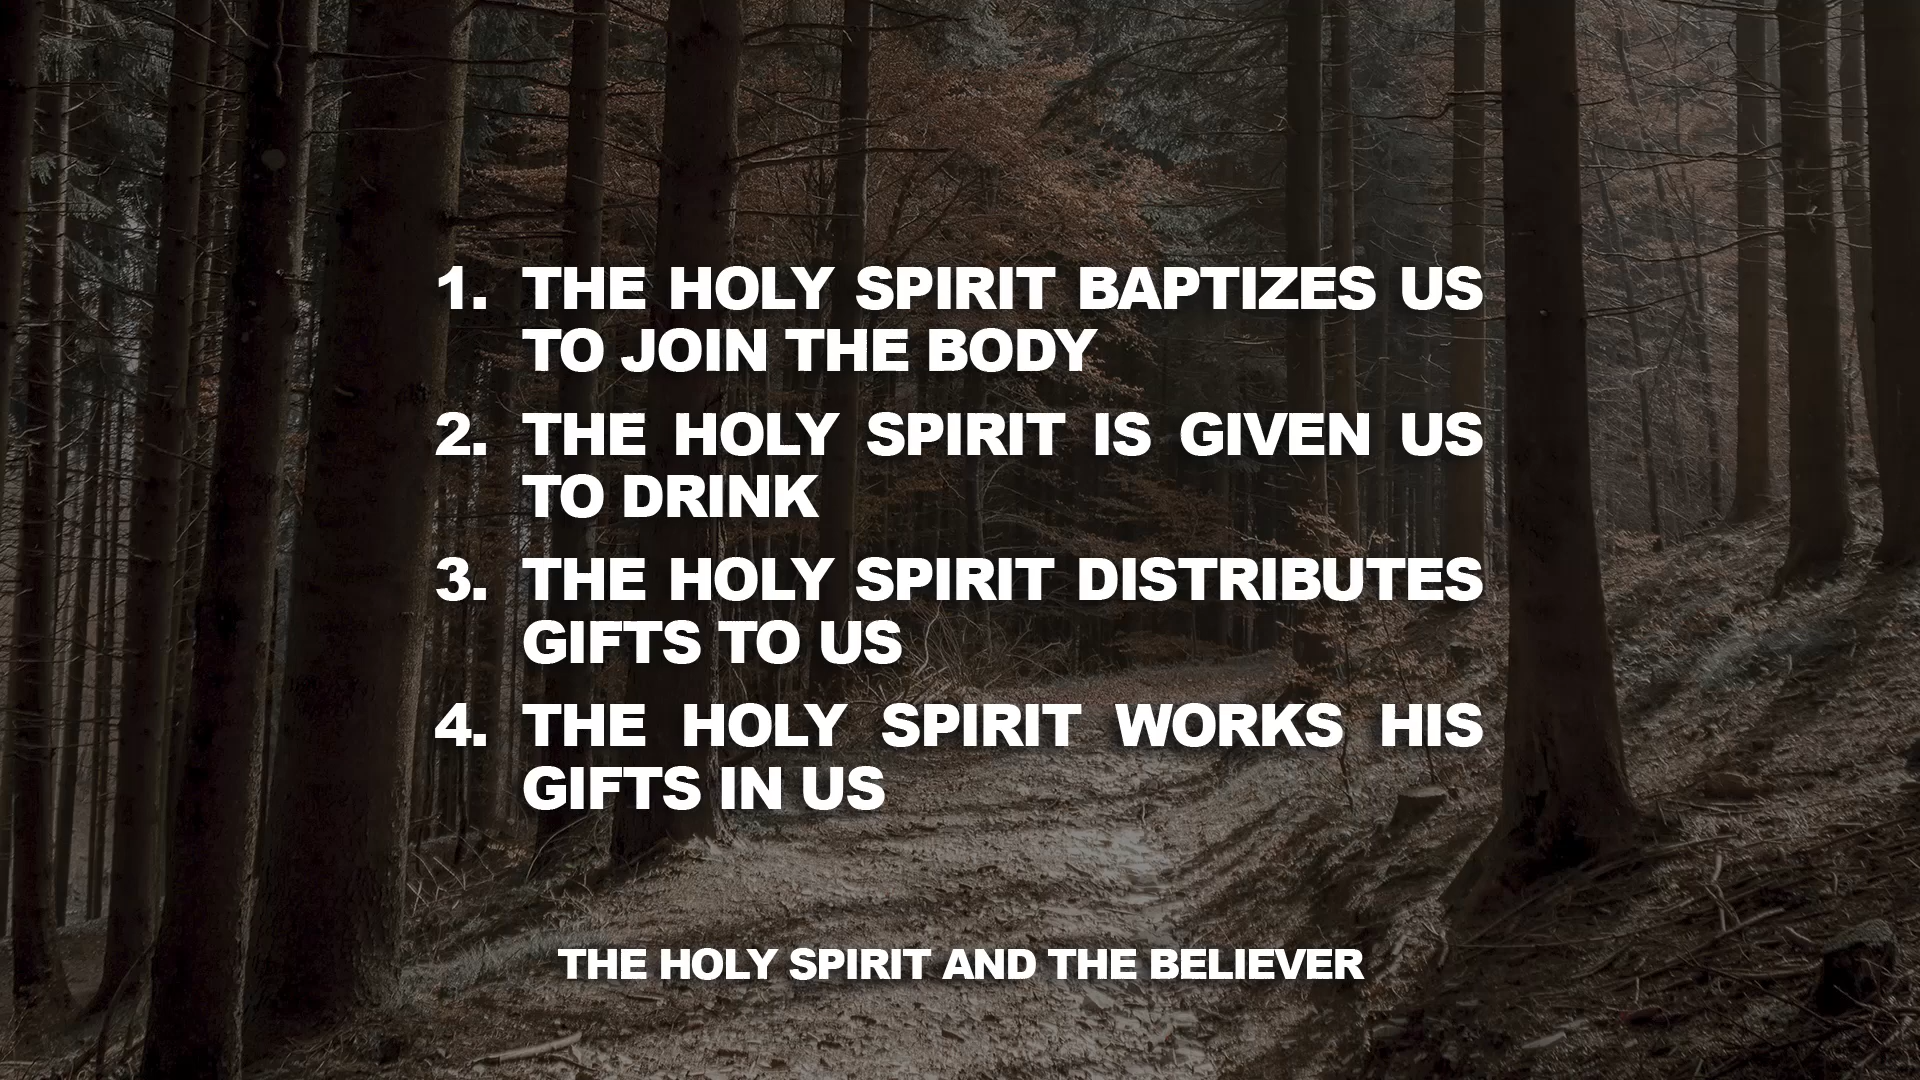 1. THE HOLY SPIRIT BAPTIZES US
TO JOIN THE BODY
2. THE HOLY SPIRIT IS GIVEN US
TO DRINK
3. THE HOLY SPIRIT DISTRIBUTES
GIFTS TO US
4. THE HOLY SPIRIT WORKS HIS
GIFTS IN US
THE HOLY SPIRIT AND THE BELIEVER